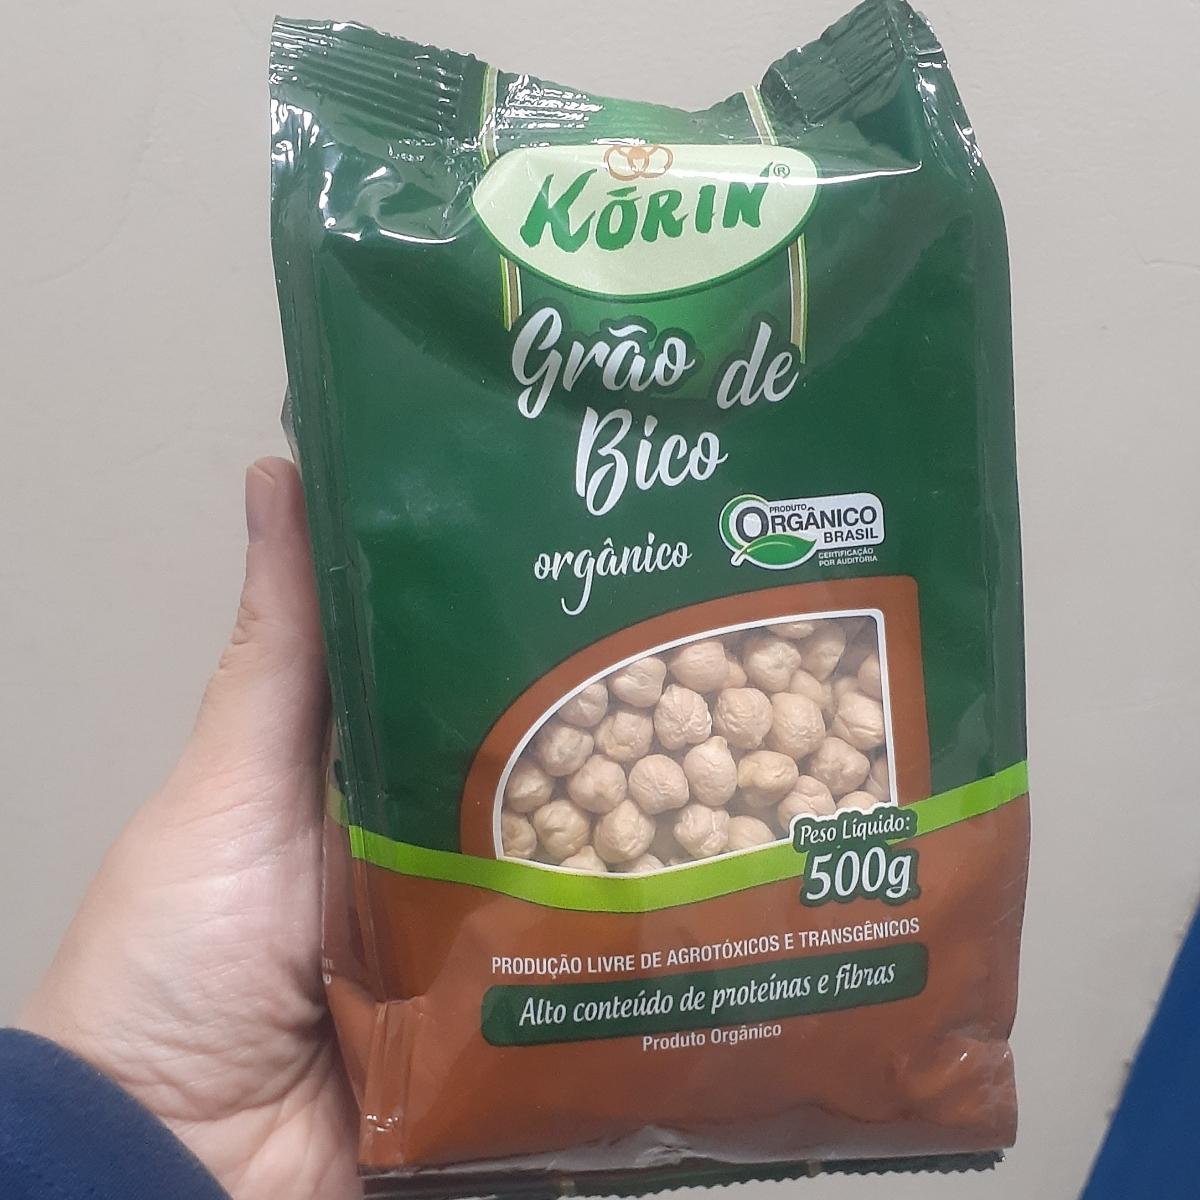 KÓRIN®
Grão de
Bico
orgânico
PRODUTO
ORGÂNICO
BRASIL
CERTIFICAÇÃO
POR AUDITORIA
Peso Líquido:
500g
PRODUÇÃO LIVRE DE AGROTÓXICOS E TRANSGÊNICOS
Alto conteúdo de proteínas e fibras
Produto Orgânico